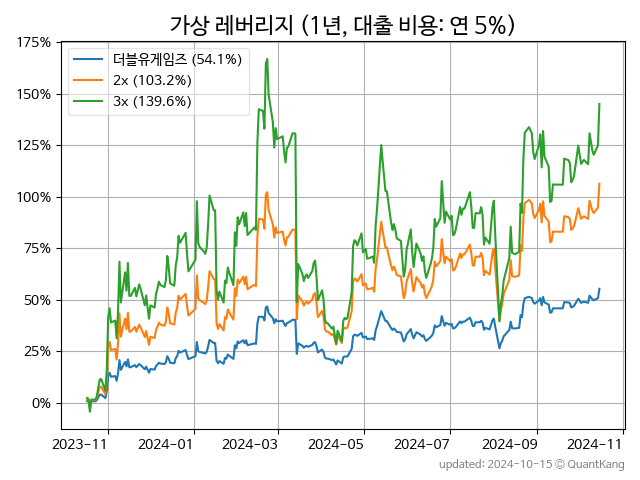 가상 레버리지 (1년, 대출 비용: 연 5%)
175%
150%
125%
100%
75%
50%
25%
0%
더블유게임즈 (54.1%)
2x (103.2%)
3x (139.6%)
2023-11 2024-01 2024-03 2024-05 2024-07 2024-09 2024-11
updated: 2024-10-15 © QuantKang